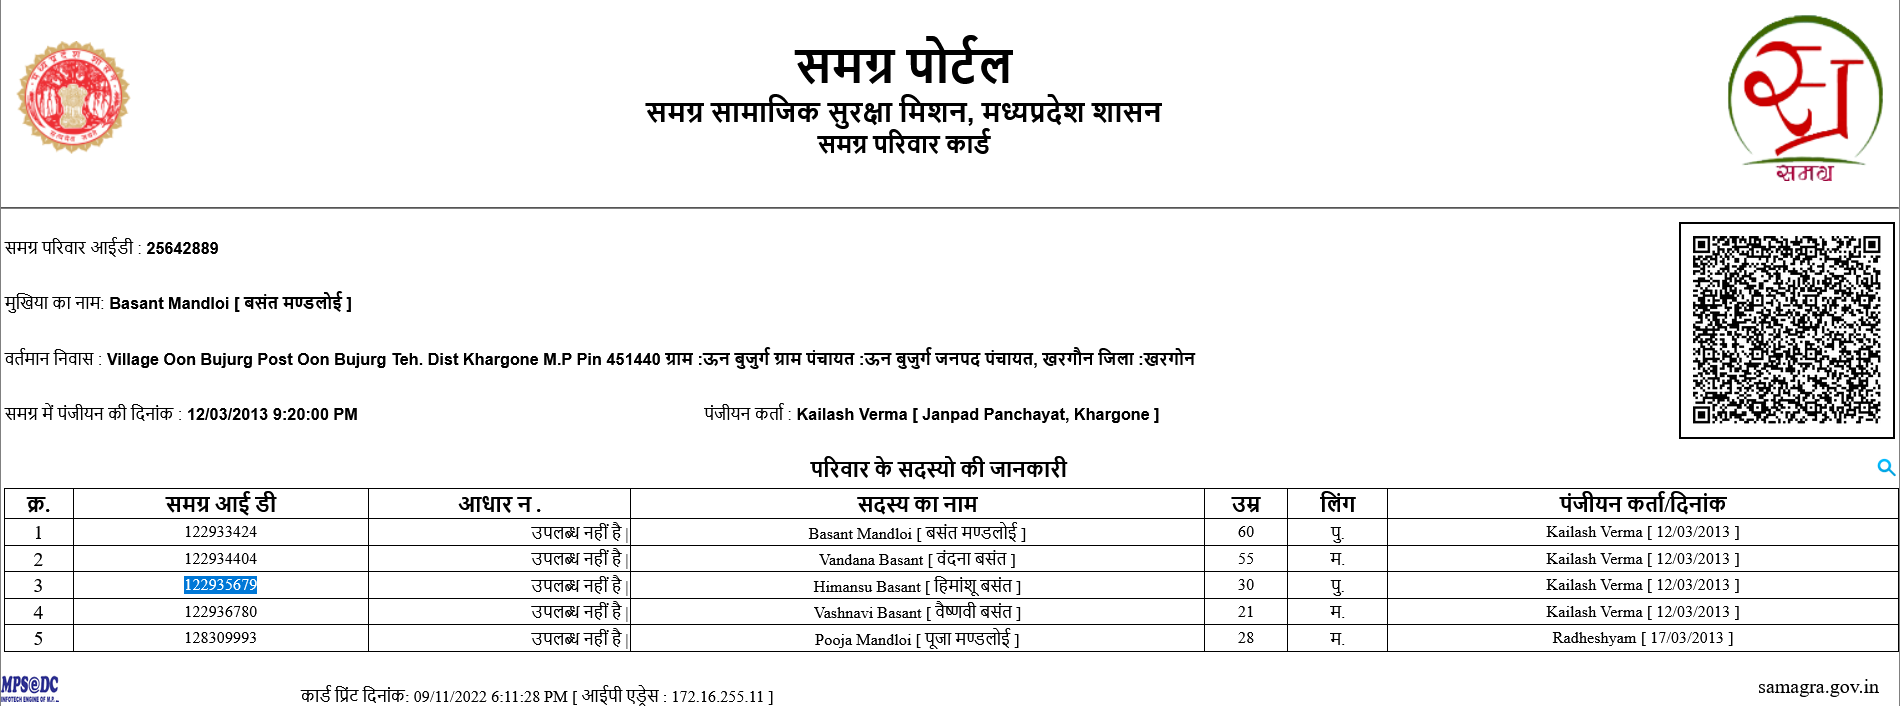 समग्र पोर्टल
समग्र सामाजिक सुरक्षा मिशन, मध्यप्रदेश शासन
समग्र परिवार कार्ड
समग्र
समग्र परिवार आईडी : 25642889
मुखिया का नाम: Basant Mandloi [ बसंत मण्डलोई ]
वर्तमान निवास : Village Oon Bujurg Post Oon Bujurg Teh. Dist Khargone M.P Pin 451440 ग्राम :ऊन बुजुर्ग ग्राम पंचायत :ऊन बुजुर्ग जनपद पंचायत, खरगौन जिला :खरगोन
समग्र में पंजीयन की दिनांक : 12/03/2013 9:20:00 PM पंजीयन कर्ता : Kailash Verma [ Janpad Panchayat, Khargone ]
परिवार के सदस्यो की जानकारी
क्र. समग्र आई डी आधार न . सदस्य का नाम उम्र लिंग पंजीयन कर्ता/दिनांक
1 122933424 उपलब्ध नहीं है | Basant Mandloi [ बसंत मण्डलोई ] 60 पु. Kailash Verma [ 12/03/2013 ]
2 122934404 उपलब्ध नहीं है | Vandana Basant [ वंदना बसंत ] 55 म. Kailash Verma [ 12/03/2013 ]
3 122935679 उपलब्ध नहीं है | Himansu Basant [ हिमांशू बसंत ] 30 पु. Kailash Verma [ 12/03/2013 ]
4 122936780 उपलब्ध नहीं है | Vashnavi Basant [ वैष्णवी बसंत ] 21 म. Kailash Verma [ 12/03/2013 ]
5 128309993 उपलब्ध नहीं है | Pooja Mandloi [ पूजा मण्डलोई ] 28 म. Radheshyam [ 17/03/2013 ]
MPS@DC
INFOTECH ENGINE OF M.P.
कार्ड प्रिंट दिनांक: 09/11/2022 6:11:28 PM [ आईपी एड्रेस : 172.16.255.11 ]
samagra.gov.in